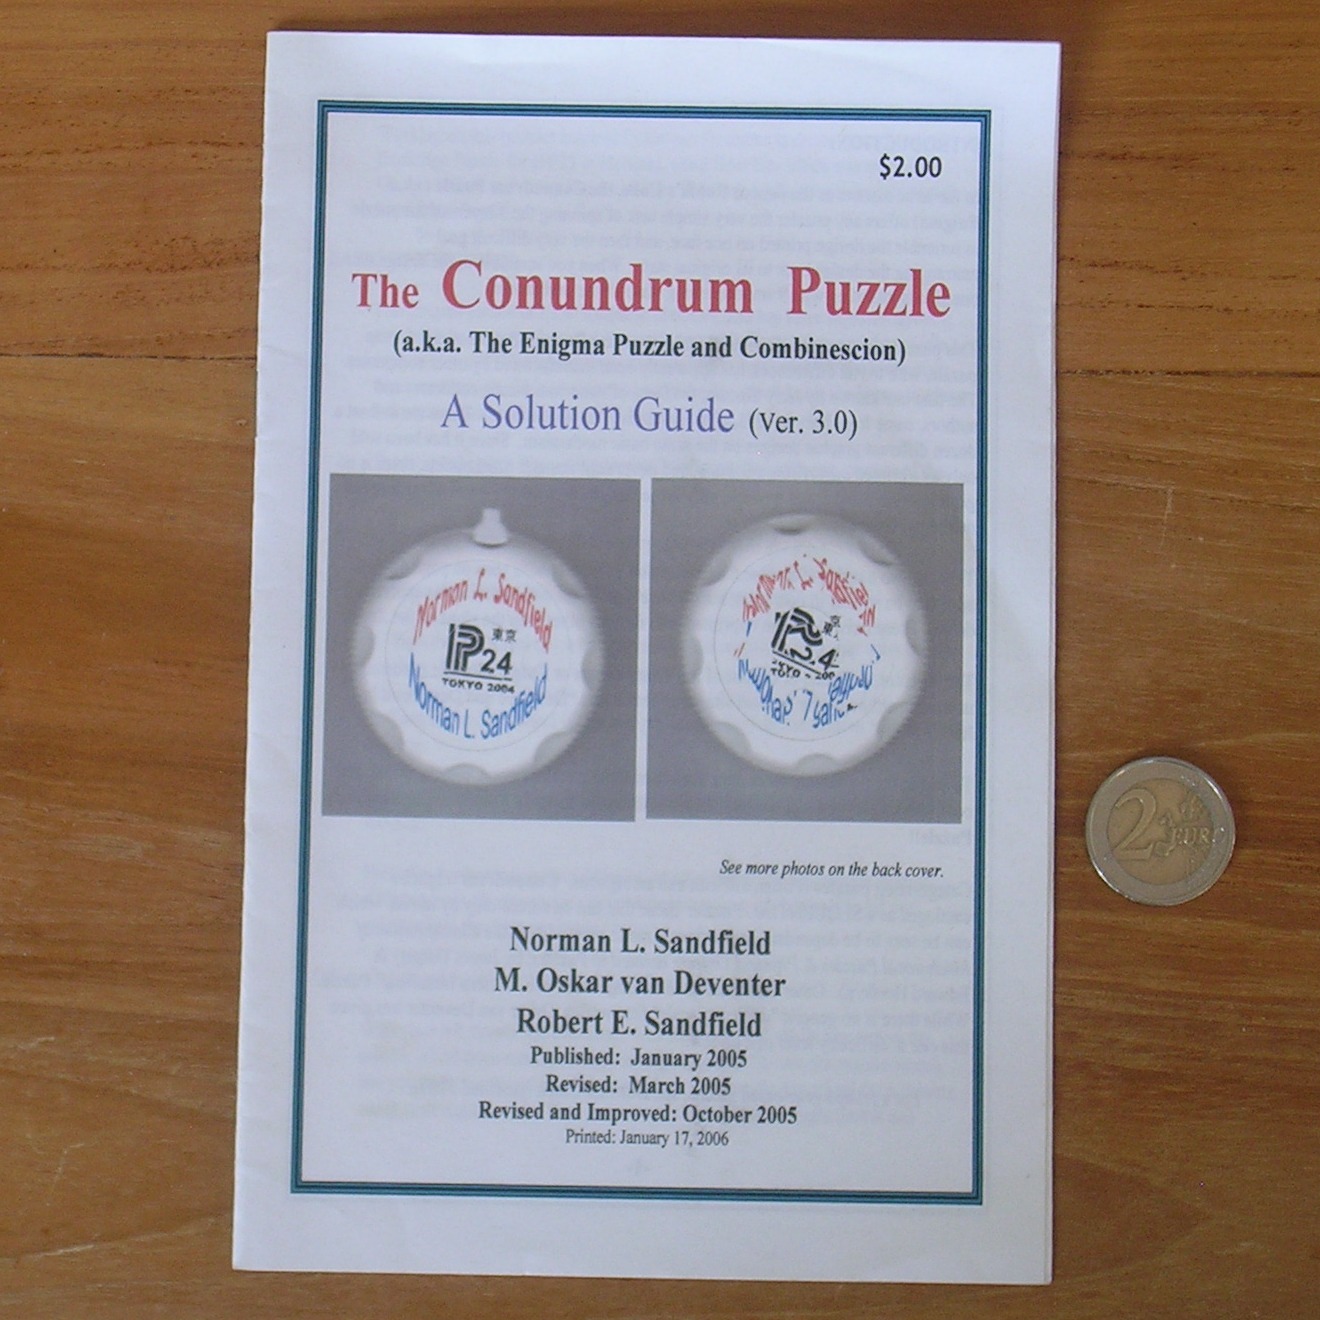 $2.00
The Conundrum Puzzle
(a.k.a. The Enigma Puzzle and Combinescion)
A Solution Guide (Ver. 3.0)
Norman L. Sandfield
IPP 東京
24
TOKYO 2004
Norman L. Sandfield
See more photos on the back cover.
Norman L. Sandfield
M. Oskar van Deventer
Robert E. Sandfield
Published: January 2005
Revised: March 2005
Revised and Improved: October 2005
Printed: January 17, 2006
2 EURO